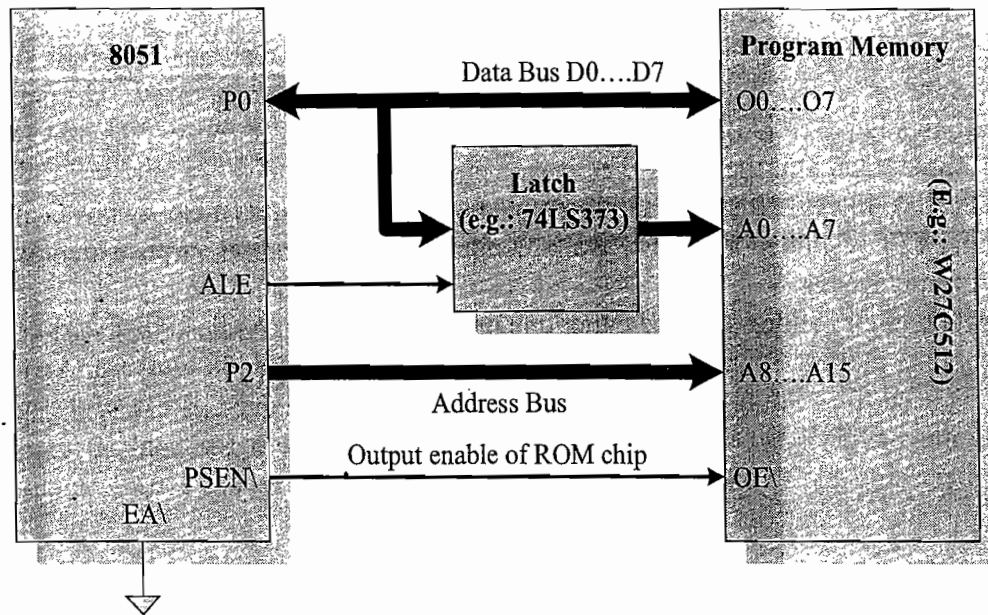 8051
Program Memory
Data Bus D0....D7
P0
O0....O7
Latch
(e.g.: 74LS373)
A0....A7
(E.g.: W27C512)
ALE
P2
A8....A15
Address Bus
Output enable of ROM chip
PSEN\
OE\
EA\